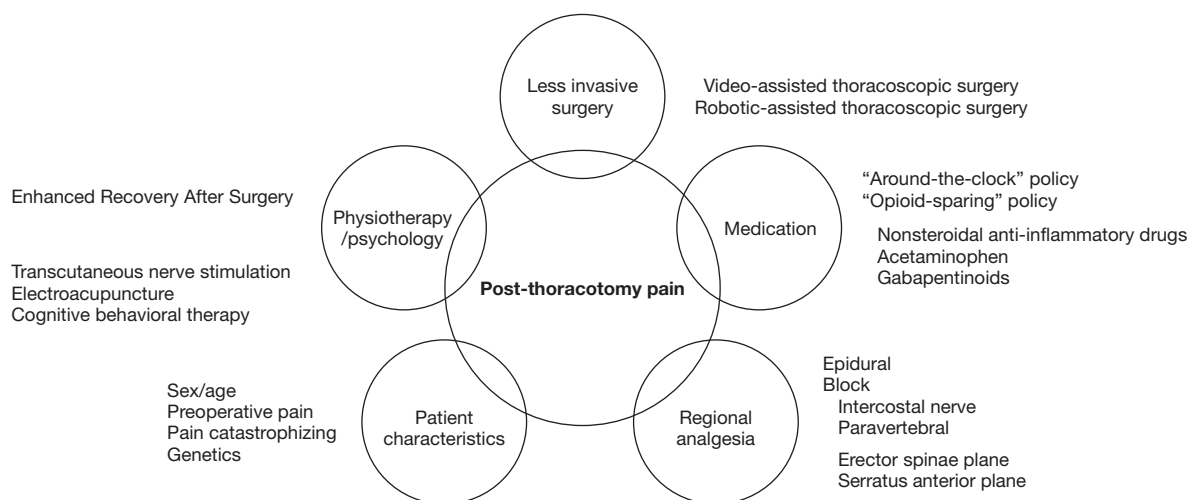 Less invasive
surgery
Video-assisted thoracoscopic surgery
Robotic-assisted thoracoscopic surgery
Enhanced Recovery After Surgery
Physiotherapy
/psychology
Transcutaneous nerve stimulation
Electroacupuncture
Cognitive behavioral therapy
Medication
“Around-the-clock” policy
“Opioid-sparing” policy
Nonsteroidal anti-inflammatory drugs
Acetaminophen
Gabapentinoids
Post-thoracotomy pain
Sex/age
Preoperative pain
Pain catastrophizing
Genetics
Patient
characteristics
Regional
analgesia
Epidural
Block
Intercostal nerve
Paravertebral
Erector spinae plane
Serratus anterior plane